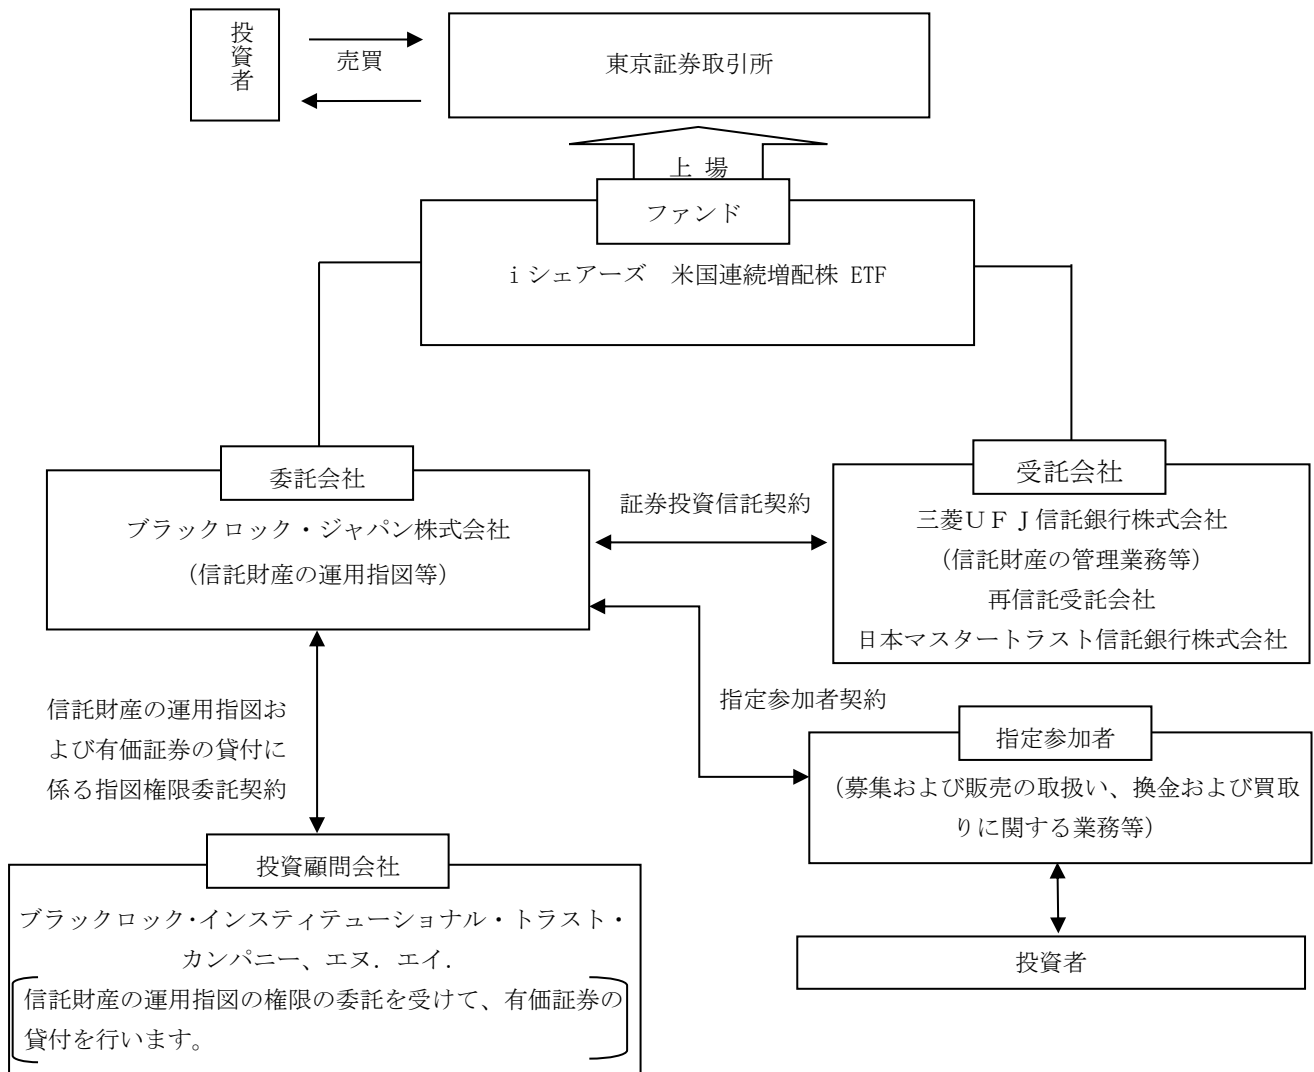 投資者
売買
東京証券取引所
上 場
ファンド
i シェアーズ　米国連続増配株 ETF
委託会社
ブラックロック・ジャパン株式会社
（信託財産の運用指図等）
証券投資信託契約
受託会社
三菱ＵＦＪ信託銀行株式会社
（信託財産の管理業務等）
再信託受託会社
日本マスタートラスト信託銀行株式会社
信託財産の運用指図お
よび有価証券の貸付に
係る指図権限委託契約
指定参加者契約
指定参加者
（募集および販売の取扱い、換金および買取
りに関する業務等）
投資顧問会社
ブラックロック・インスティテューショナル・トラスト・
カンパニー、エヌ．エイ．
信託財産の運用指図の権限の委託を受けて、有価証券の
貸付を行います。
投資者